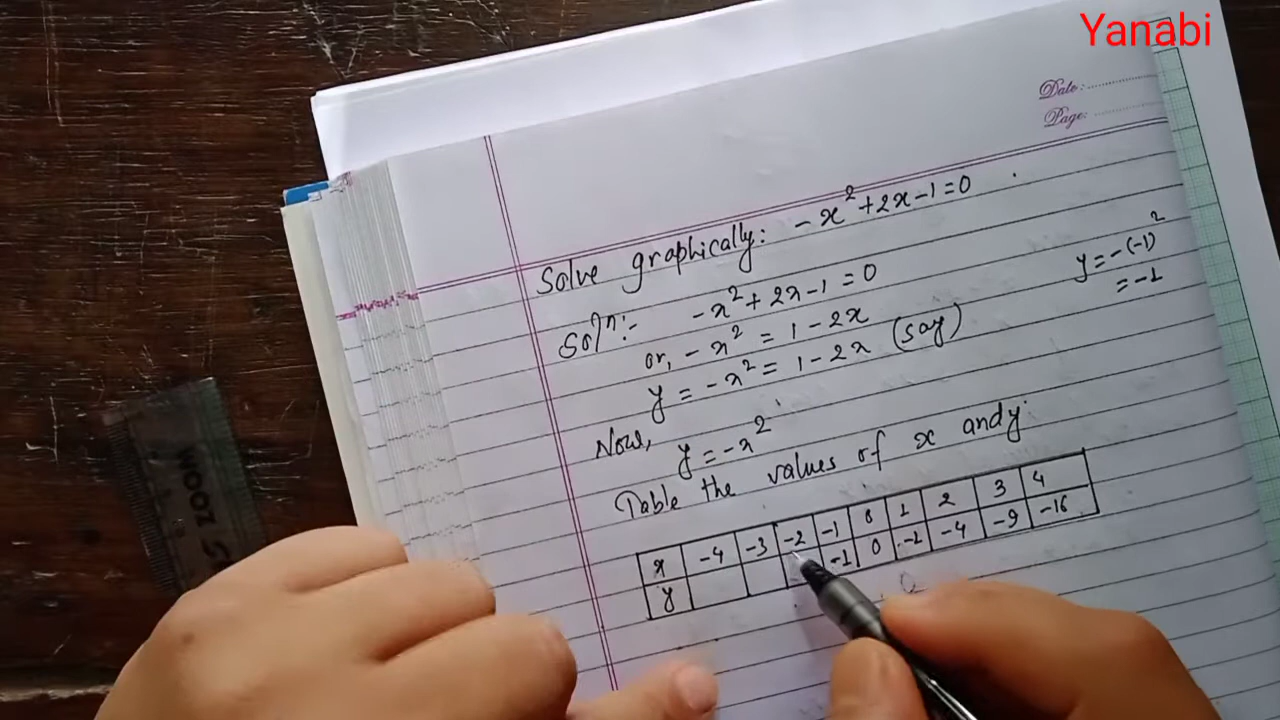 Yanabi
Date:
Page:
Solve graphically: -x²+2x-1=0
Solⁿ:- -x²+2x-1=0
or, -x²=1-2x
y=-x²=1-2x (say)
y=-(-1)²
=-1
Now,
y=-x²
Table the values of x and y.
x -4 -3 -2 -1 0 1 2 3 4
y -1 0 -1 -4 -9 -16